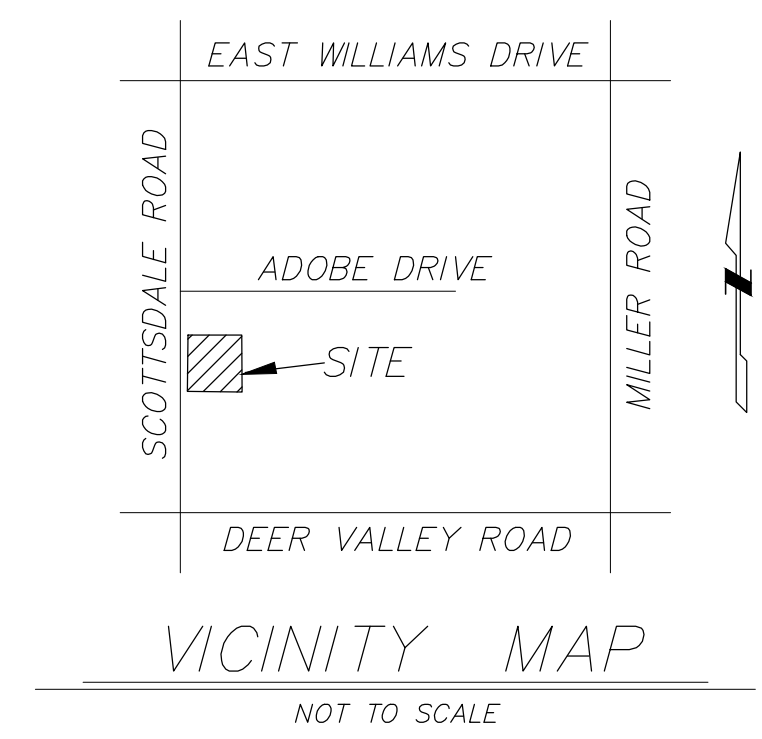 EAST WILLIAMS DRIVE
SCOTTSDALE ROAD
MILLER ROAD
ADOBE DRIVE
SITE
N
DEER VALLEY ROAD
VICINITY MAP
NOT TO SCALE